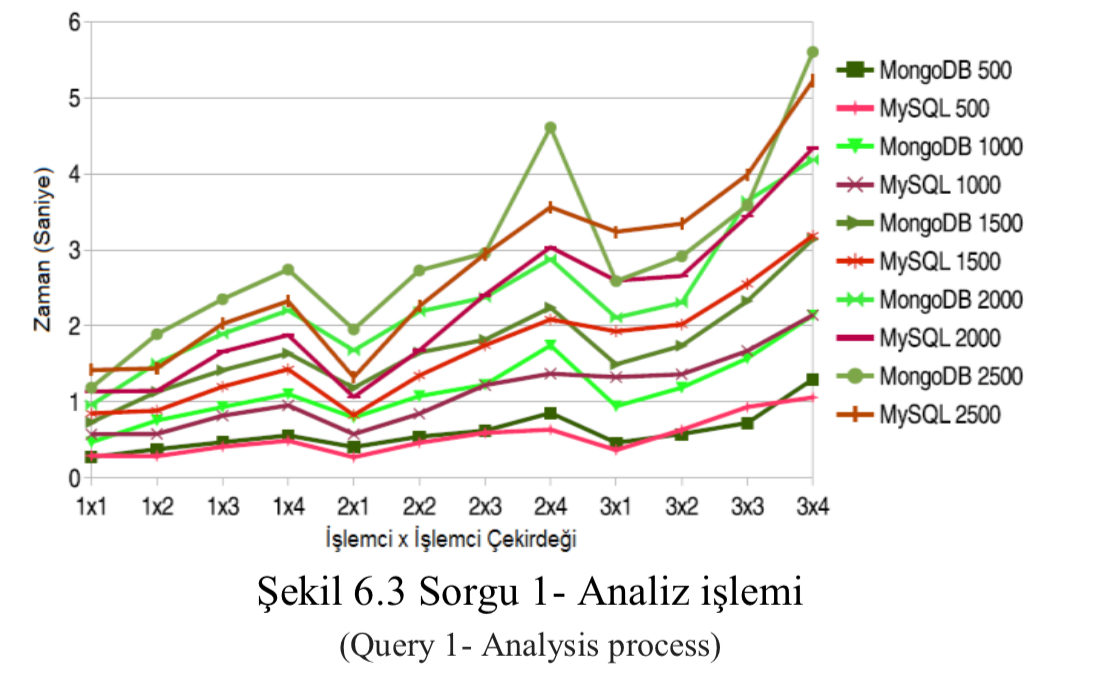 6
5
4
3
2
1
0
Zaman (Saniye)
1x1 1x2 1x3 1x4 2x1 2x2 2x3 2x4 3x1 3x2 3x3 3x4
İşlemci x İşlemci Çekirdeği
MongoDB 500
MySQL 500
MongoDB 1000
MySQL 1000
MongoDB 1500
MySQL 1500
MongoDB 2000
MySQL 2000
MongoDB 2500
MySQL 2500
Şekil 6.3 Sorgu 1- Analiz işlemi
(Query 1- Analysis process)